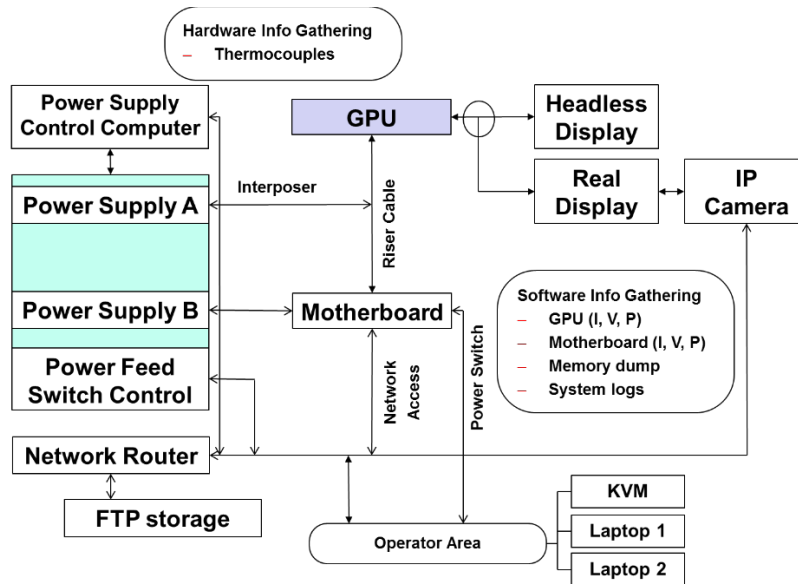 Hardware Info Gathering
– Thermocouples
Power Supply
Control Computer
GPU
Headless
Display
Interposer
Power Supply A
Riser Cable
Real
Display
IP
Camera
Power Supply B
Motherboard
Software Info Gathering
– GPU (I, V, P)
– Motherboard (I, V, P)
– Memory dump
– System logs
Power Feed
Switch Control
Network
Access
Power Switch
Network Router
FTP storage
Operator Area
KVM
Laptop 1
Laptop 2